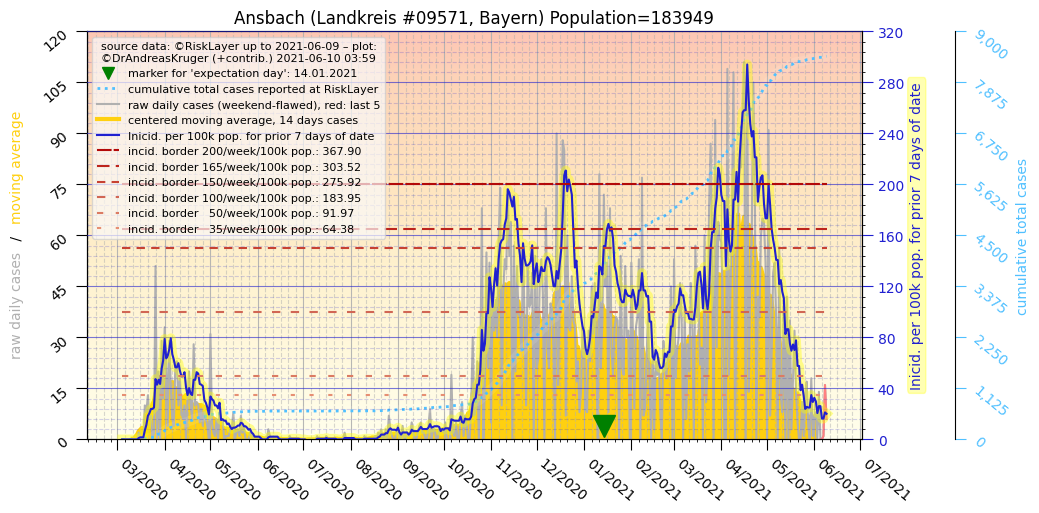 Ansbach (Landkreis #09571, Bayern) Population=183949
source data: ©RiskLayer up to 2021-06-09 – plot:
©DrAndreasKruger (+contrib.) 2021-06-10 03:59
marker for 'expectation day': 14.01.2021
cumulative total cases reported at RiskLayer
raw daily cases (weekend-flawed), red: last 5
centered moving average, 14 days cases
Inicid. per 100k pop. for prior 7 days of date
incid. border 200/week/100k pop.: 367.90
incid. border 165/week/100k pop.: 303.52
incid. border 150/week/100k pop.: 275.92
incid. border 100/week/100k pop.: 183.95
incid. border   50/week/100k pop.: 91.97
incid. border   35/week/100k pop.: 64.38
raw daily cases / moving average
120
105
90
75
60
45
30
15
0
320
280
240
200
160
120
80
40
0
Inicid. per 100k pop. for prior 7 days of date
9,000
7,875
6,750
5,625
4,500
3,375
2,250
1,125
0
cumulative total cases
03/2020
04/2020
05/2020
06/2020
07/2020
08/2020
09/2020
10/2020
11/2020
12/2020
01/2021
02/2021
03/2021
04/2021
05/2021
06/2021
07/2021